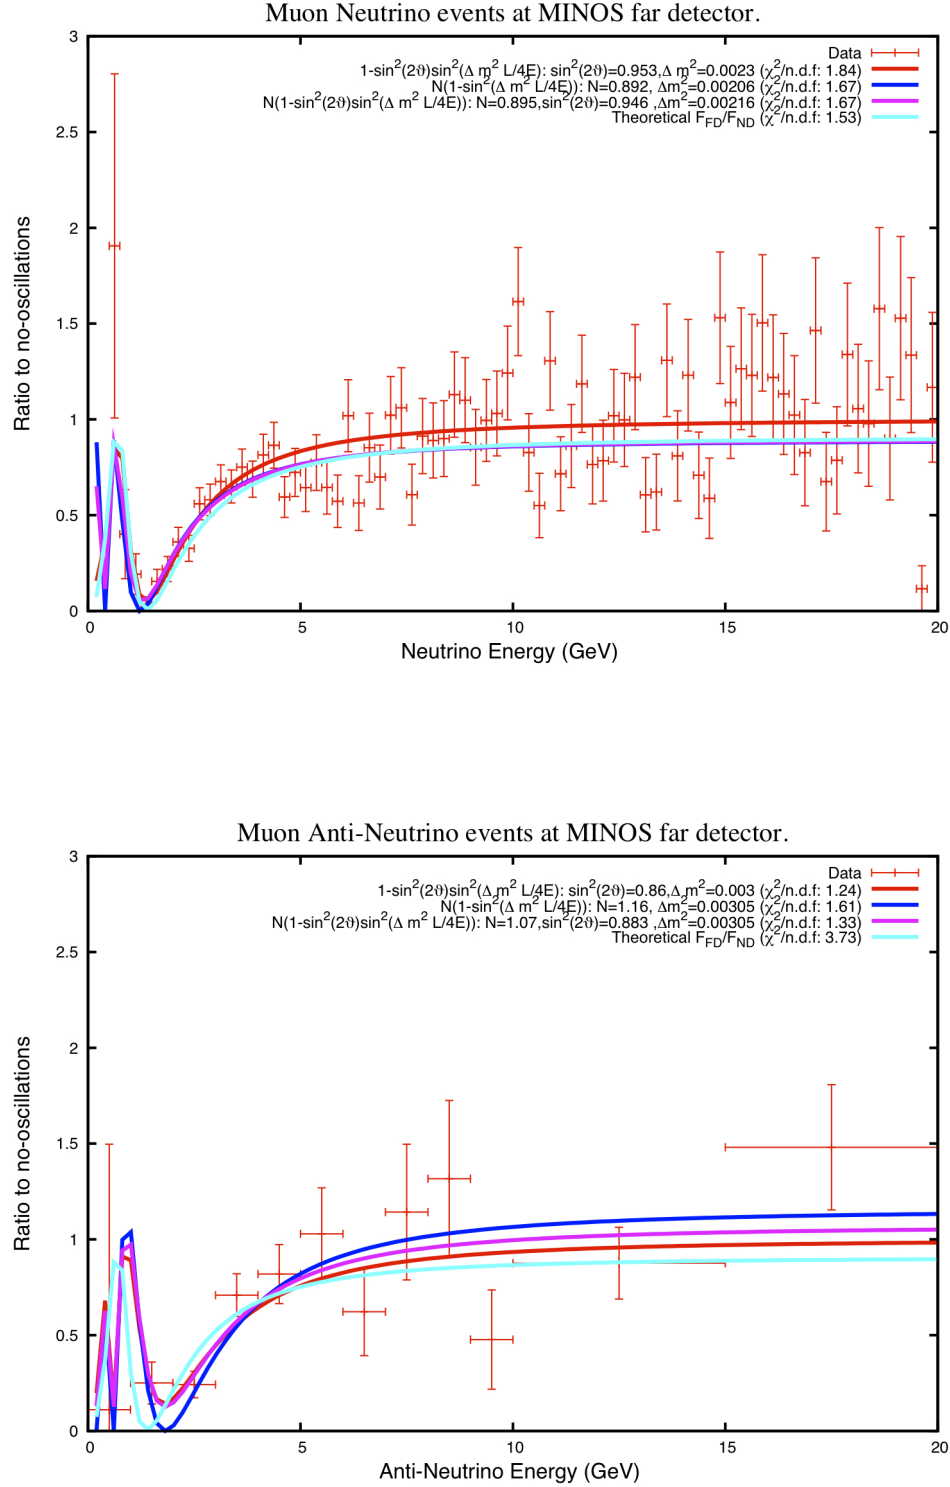 Muon Neutrino events at MINOS far detector.
3
Data
1-sin²(2ϑ)sin²(Δ m² L/4E): sin²(2ϑ)=0.953,Δ m²=0.0023 (χ²/n.d.f: 1.84)
N(1-sin²(Δ m² L/4E)): N=0.892, Δm²=0.00206 (χ²/n.d.f: 1.67)
N(1-sin²(2ϑ)sin²(Δ m² L/4E)): N=0.895,sin²(2ϑ)=0.946 ,Δm²=0.00216 (χ²/n.d.f: 1.67)
Theoretical F_FD/F_ND (χ²/n.d.f: 1.53)
2.5
2
1.5
1
0.5
0
Ratio to no-oscillations
0 5 10 15 20
Neutrino Energy (GeV)
Muon Anti-Neutrino events at MINOS far detector.
3
Data
1-sin²(2ϑ)sin²(Δ m² L/4E): sin²(2ϑ)=0.86,Δ m²=0.003 (χ²/n.d.f: 1.24)
N(1-sin²(Δ m² L/4E)): N=1.16, Δm²=0.00305 (χ²/n.d.f: 1.61)
N(1-sin²(2ϑ)sin²(Δ m² L/4E)): N=1.07,sin²(2ϑ)=0.883 ,Δm²=0.00305 (χ²/n.d.f: 1.33)
Theoretical F_FD/F_ND (χ²/n.d.f: 3.73)
2.5
2
1.5
1
0.5
0
Ratio to no-oscillations
0 5 10 15 20
Anti-Neutrino Energy (GeV)